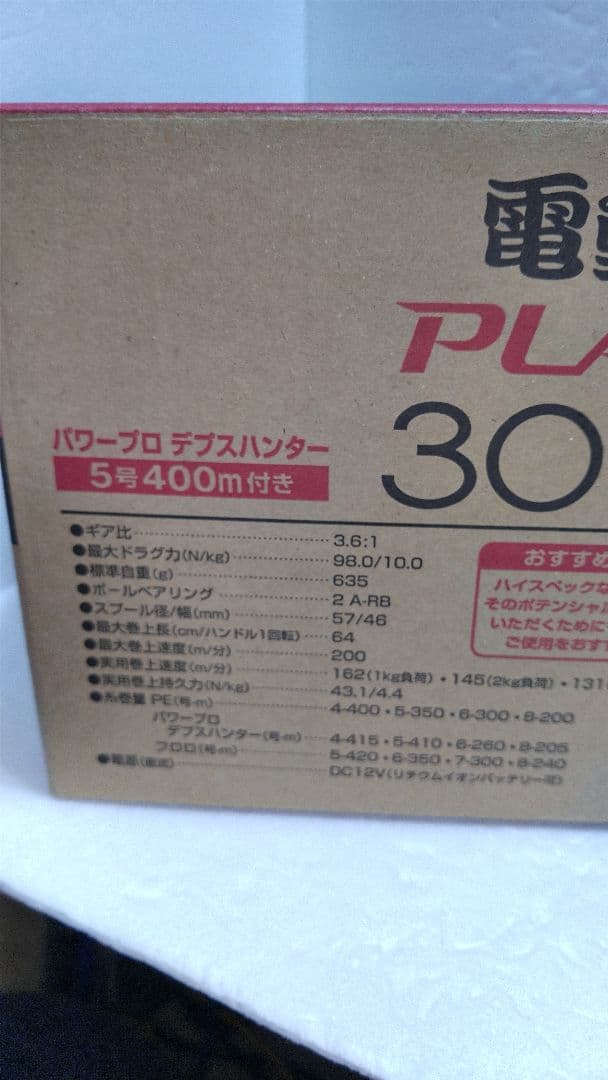 電
PLA
30
パワープロ デプスハンター
5号400m付き
●ギア比 3.6:1
●最大ドラグ力(N/kg) 98.0/10.0
●標準自重(g) 635
●ボールベアリング 2 A-RB
●スプール径/幅(mm) 57/46
●最大巻上長(cm/ハンドル1回転) 64
●最大巻上速度(m/分) 200
●実用巻上速度(m/分) 162(1kg負荷)・145(2kg負荷)・131
●実用巻上持久力(N/kg) 43.1/4.4
●糸巻量 PE(号-m) 4-400・5-350・6-300・8-200
パワープロ
デプスハンター(号-m) 4-415・5-410・6-260・8-205
フロロ(号-m) 5-420・6-350・7-300・8-240
●電源(直流) DC12V(リチウムイオンバッテリー可)
おすすめ
ハイスペックな
そのポテンシャル
いただくために
ご使用をおす